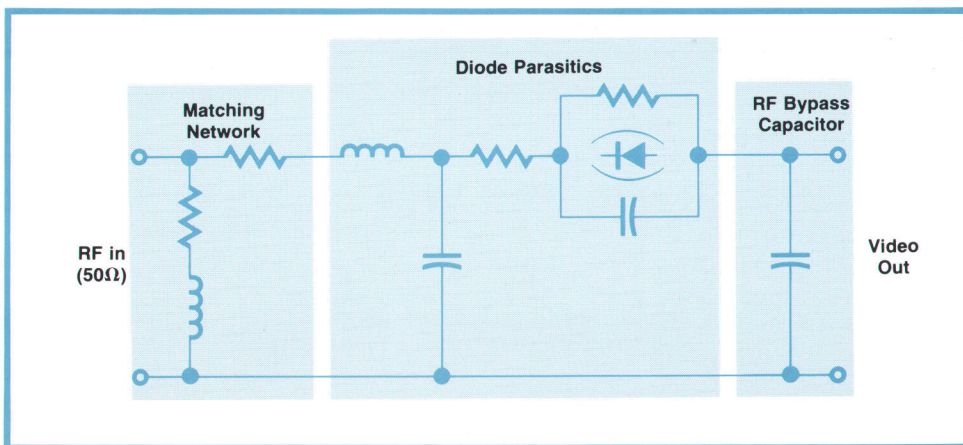 Diode Parasitics
Matching
Network
RF Bypass
Capacitor
RF in
(50Ω)
Video
Out